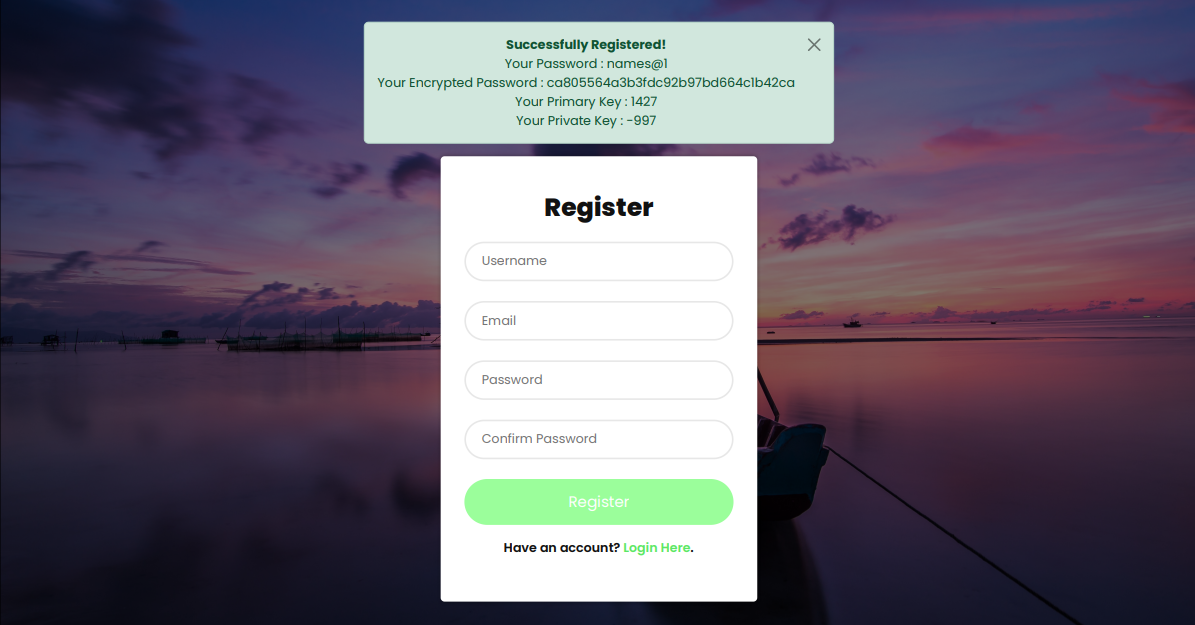 Successfully Registered!
Your Password : names@1
Your Encrypted Password : ca805564a3b3fdc92b97bd664c1b42ca
Your Primary Key : 1427
Your Private Key : -997
Register
Username
Email
Password
Confirm Password
Register
Have an account? Login Here.